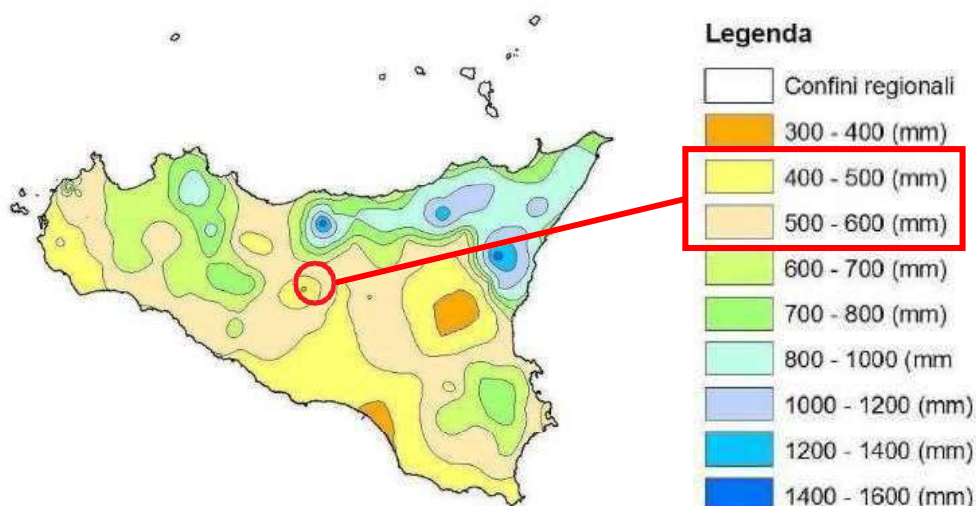 Legenda
Confini regionali
300 - 400 (mm)
400 - 500 (mm)
500 - 600 (mm)
600 - 700 (mm)
700 - 800 (mm)
800 - 1000 (mm
1000 - 1200 (mm)
1200 - 1400 (mm)
1400 - 1600 (mm)